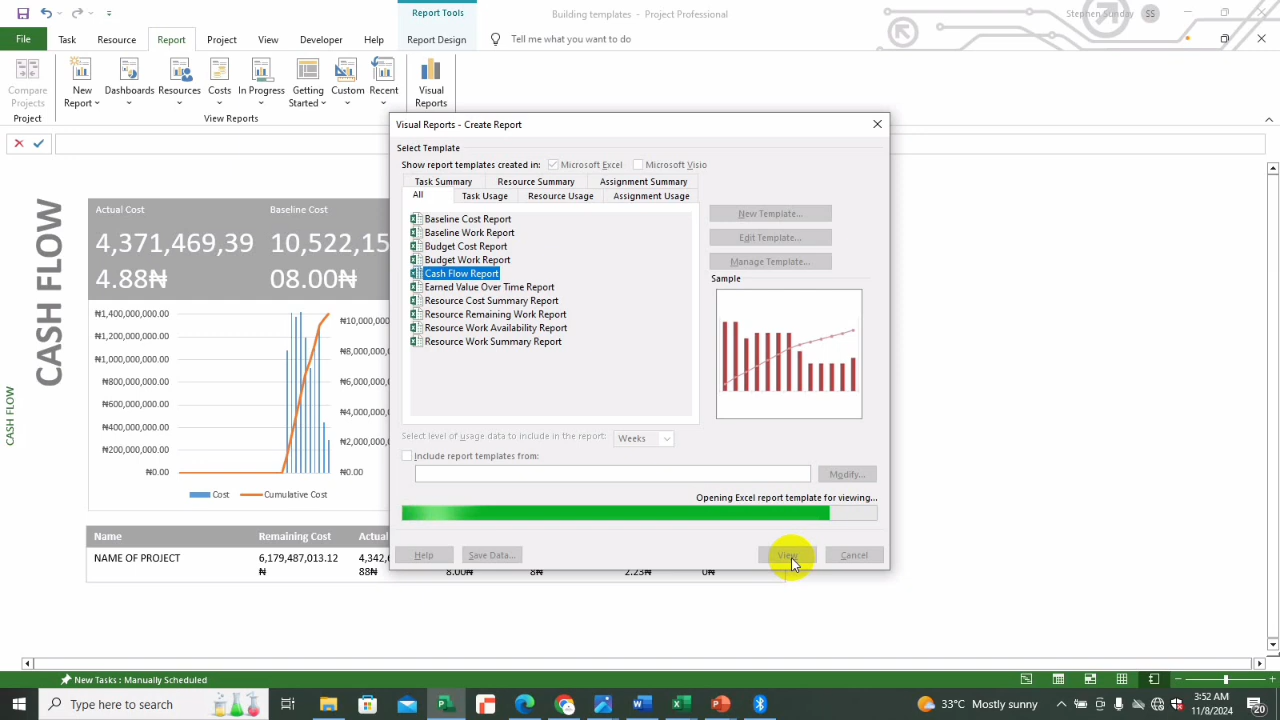 Report Tools
Building templates - Project Professional
Stephen Sunday
SS
File
Task
Resource
Report
Project
View
Developer
Help
Report Design
Tell me what you want to do
Compare Projects
New Report
Dashboards
Resources
Costs
In Progress
Getting Started
Custom
Recent
Visual Reports
Project
View Reports
Visual Reports - Create Report
Select Template
Show report templates created in:
Microsoft Excel
Microsoft Visio
Task Summary
Resource Summary
Assignment Summary
All
Task Usage
Resource Usage
Assignment Usage
Baseline Cost Report
Baseline Work Report
Budget Cost Report
Budget Work Report
Cash Flow Report
Earned Value Over Time Report
Resource Cost Summary Report
Resource Remaining Work Report
Resource Work Availability Report
Resource Work Summary Report
New Template...
Edit Template...
Manage Template...
Sample
Select level of usage data to include in the report:
Weeks
Include report templates from:
Modify...
Opening Excel report template for viewing...
Help
Save Data...
View
Cancel
CASH FLOW
CASH FLOW
Actual Cost
Baseline Cost
4,371,469,39
4.88₦
10,522,15
08.00₦
₦1,400,000,000.00
₦1,200,000,000.00
₦1,000,000,000.00
₦800,000,000.00
₦600,000,000.00
₦400,000,000.00
₦200,000,000.00
₦0.00
₦10,000,0
₦8,000,0
₦6,000,0
₦4,000,0
₦2,000,0
₦0.00
Cost
Cumulative Cost
Name
Remaining Cost
Actual
NAME OF PROJECT
6,179,487,013.12
₦
4,342,6
88₦
8.00₦
8₦
2.23₦
0₦
New Tasks : Manually Scheduled
Type here to search
33°C Mostly sunny
3:52 AM
11/8/2024
20